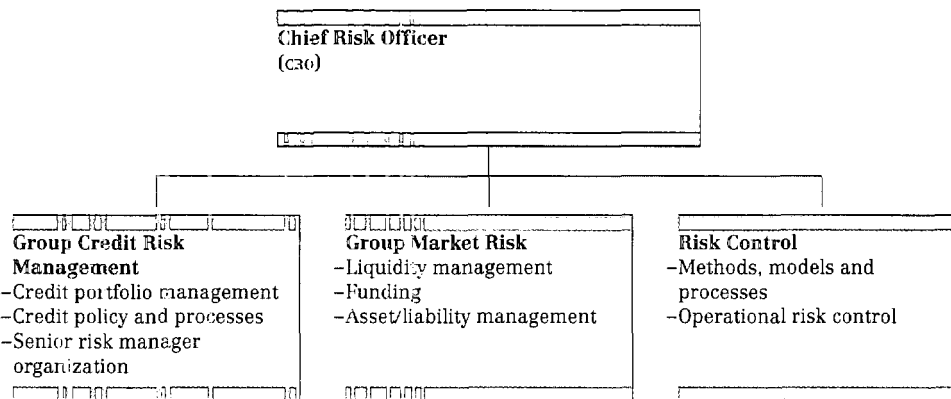 Chief Risk Officer
(CRO)
Group Credit Risk
Management
–Credit portfolio management
–Credit policy and processes
–Senior risk manager
organization
Group Market Risk
–Liquidity management
–Funding
–Asset/liability management
Risk Control
–Methods, models and
processes
–Operational risk control